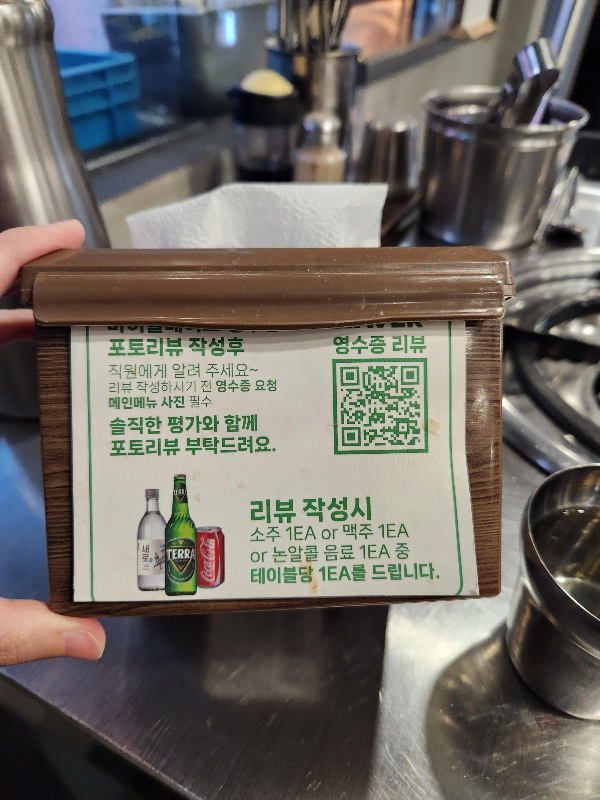 포토리뷰 작성후
직원에게 알려 주세요~
리뷰 작성하시기 전 영수증 요청
메인메뉴 사진 필수
솔직한 평가와 함께
포토리뷰 부탁드려요.
영수증 리뷰
새로
TERRA
Coca-Cola
리뷰 작성시
소주 1EA or 맥주 1EA
or 논알콜 음료 1EA 중
테이블당 1EA를 드립니다.